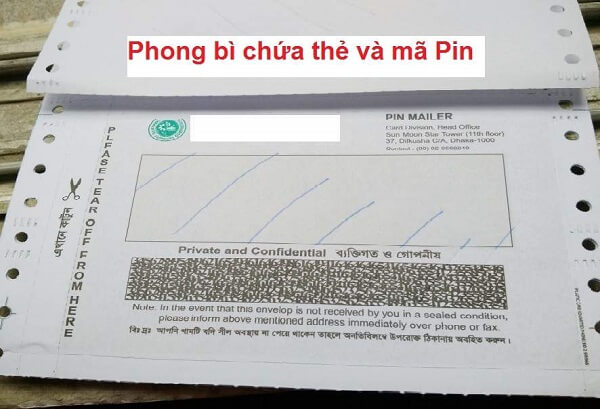 Phong bì chứa thẻ và mã Pin
PIN MAILER
Card Division, Head Office
Sun Moon Star Tower (11th floor)
37, Dilkusha C/A, Dhaka-1000
PLEASE TEAR OFF FROM HERE
এখানে কাটুন
Private and Confidential ব্যক্তিগত ও গোপনীয়
Note: In the event that this envelop is not received by you in a sealed condition,
please inform above mentioned address immediately over phone or fax.
বিঃ দ্রঃ আপনি খামটি যদি সীল অবস্থায় না পেয়ে থাকেন তাহলে অনতিবিলম্বে উপরোক্ত ঠিকানায় অবহিত করুন।